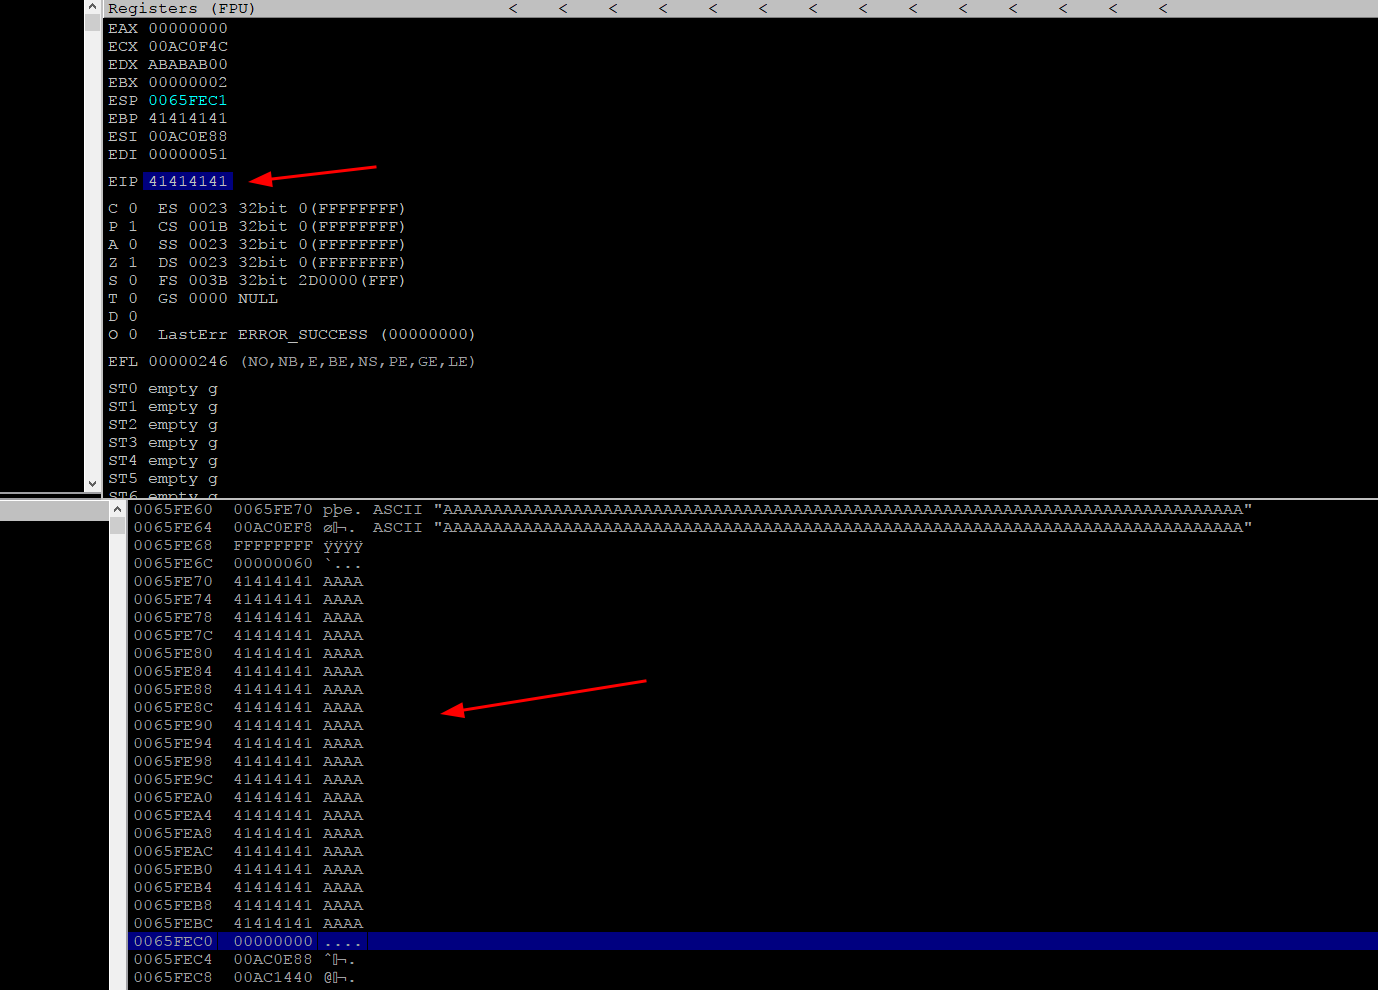 Registers (FPU) < < < < < < < < < < < < < <
EAX 00000000
ECX 00AC0F4C
EDX ABABAB00
EBX 00000002
ESP 0065FEC1
EBP 41414141
ESI 00AC0E88
EDI 00000051
EIP 41414141
C 0 ES 0023 32bit 0(FFFFFFFF)
P 1 CS 001B 32bit 0(FFFFFFFF)
A 0 SS 0023 32bit 0(FFFFFFFF)
Z 1 DS 0023 32bit 0(FFFFFFFF)
S 0 FS 003B 32bit 2D0000(FFF)
T 0 GS 0000 NULL
D 0
O 0 LastErr ERROR_SUCCESS (00000000)
EFL 00000246 (NO,NB,E,BE,NS,PE,GE,LE)
ST0 empty g
ST1 empty g
ST2 empty g
ST3 empty g
ST4 empty g
ST5 empty g
ST6 empty g
0065FE60 0065FE70 pþe. ASCII "AAAAAAAAAAAAAAAAAAAAAAAAAAAAAAAAAAAAAAAAAAAAAAAAAAAAAAAAAAAAAAAAAAAAAAAAAAAAAAAA"
0065FE64 00AC0EF8 ASCII "AAAAAAAAAAAAAAAAAAAAAAAAAAAAAAAAAAAAAAAAAAAAAAAAAAAAAAAAAAAAAAAAAAAAAAAAAAAAAAAA"
0065FE68 FFFFFFFF ÿÿÿÿ
0065FE6C 00000060 `...
0065FE70 41414141 AAAA
0065FE74 41414141 AAAA
0065FE78 41414141 AAAA
0065FE7C 41414141 AAAA
0065FE80 41414141 AAAA
0065FE84 41414141 AAAA
0065FE88 41414141 AAAA
0065FE8C 41414141 AAAA
0065FE90 41414141 AAAA
0065FE94 41414141 AAAA
0065FE98 41414141 AAAA
0065FE9C 41414141 AAAA
0065FEA0 41414141 AAAA
0065FEA4 41414141 AAAA
0065FEA8 41414141 AAAA
0065FEAC 41414141 AAAA
0065FEB0 41414141 AAAA
0065FEB4 41414141 AAAA
0065FEB8 41414141 AAAA
0065FEBC 41414141 AAAA
0065FEC0 00000000 ....
0065FEC4 00AC0E88
0065FEC8 00AC1440